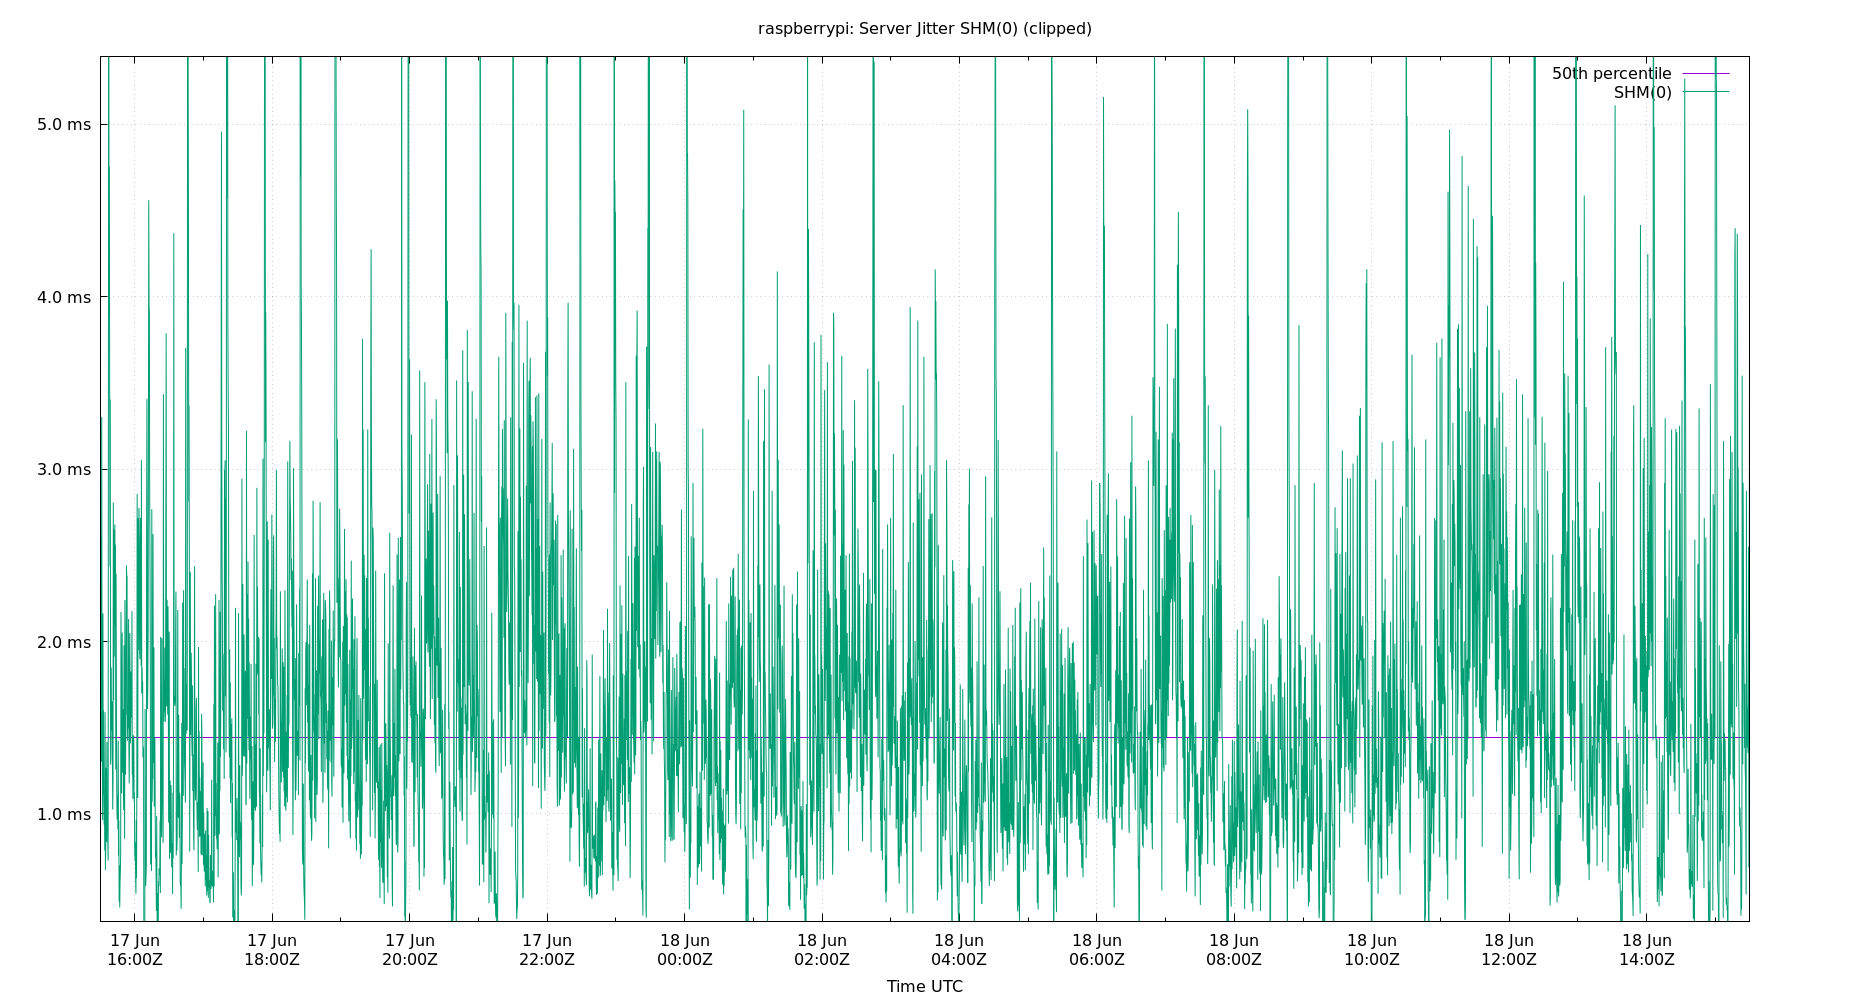 raspberrypi: Server Jitter SHM(0) (clipped)
50th percentile
SHM(0)
5.0 ms
4.0 ms
3.0 ms
2.0 ms
1.0 ms
17 Jun 17 Jun 17 Jun 17 Jun 18 Jun 18 Jun 18 Jun 18 Jun 18 Jun 18 Jun 18 Jun 18 Jun
16:00Z 18:00Z 20:00Z 22:00Z 00:00Z 02:00Z 04:00Z 06:00Z 08:00Z 10:00Z 12:00Z 14:00Z
Time UTC